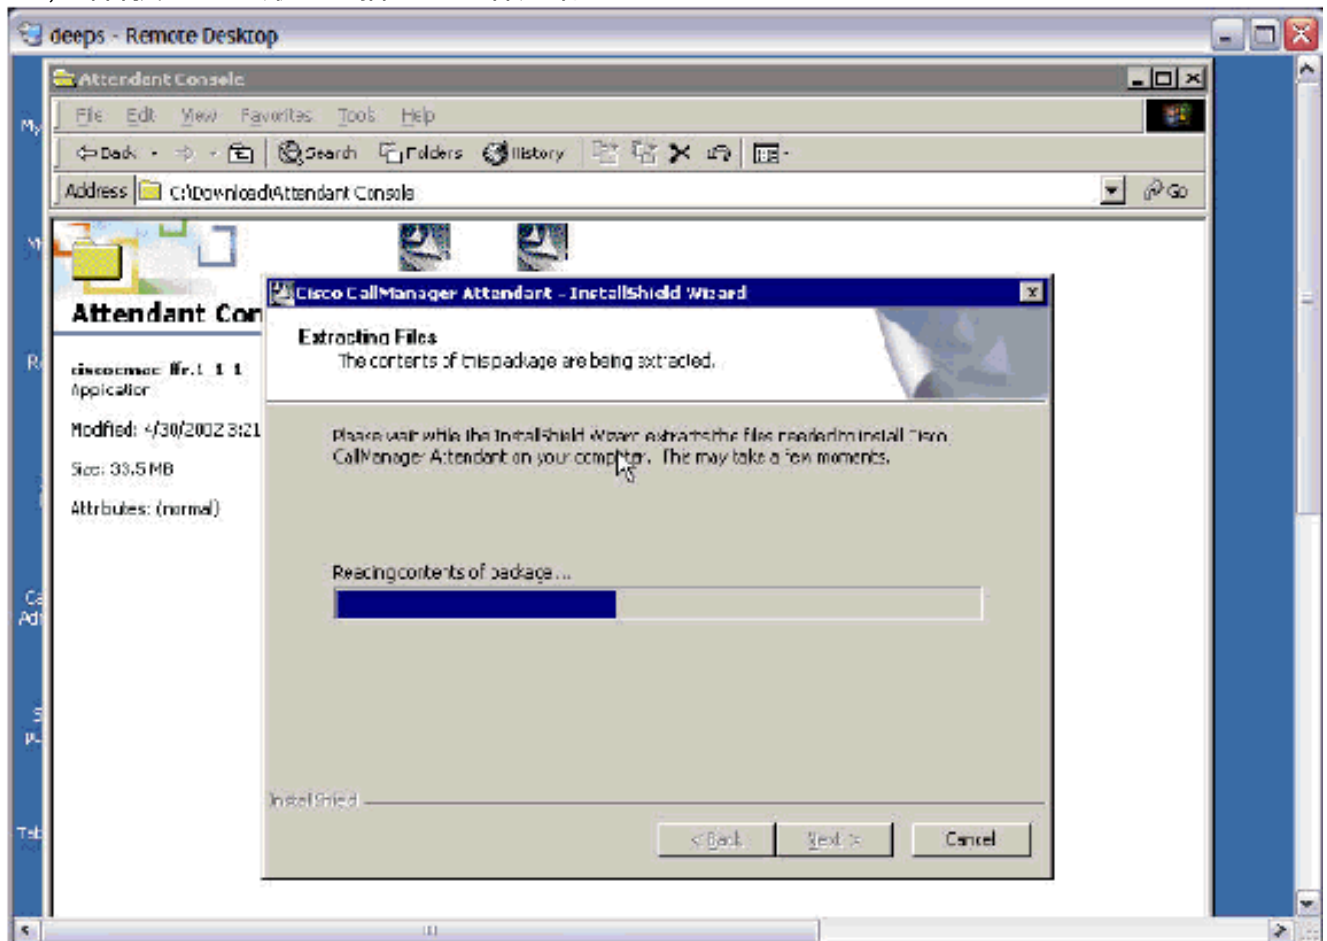 deeps - Remote Desktop
Attendant Console
File Edit View Favorites Tools Help
Back Search Folders History
Address C:\Download\Attendant Console Go
Cisco CallManager Attendant - InstallShield Wizard
Attendant Con
Extracting Files
The contents of this package are being extracted.
Application
Modified: 4/30/2002 3:21
Size: 33.5 MB
Attributes: (normal)
Please wait while the InstallShield Wizard extracts the files needed to install Cisco
CallManager Attendant on your computer. This may take a few moments.
Reading contents of package...
InstallShield
< Back Next > Cancel